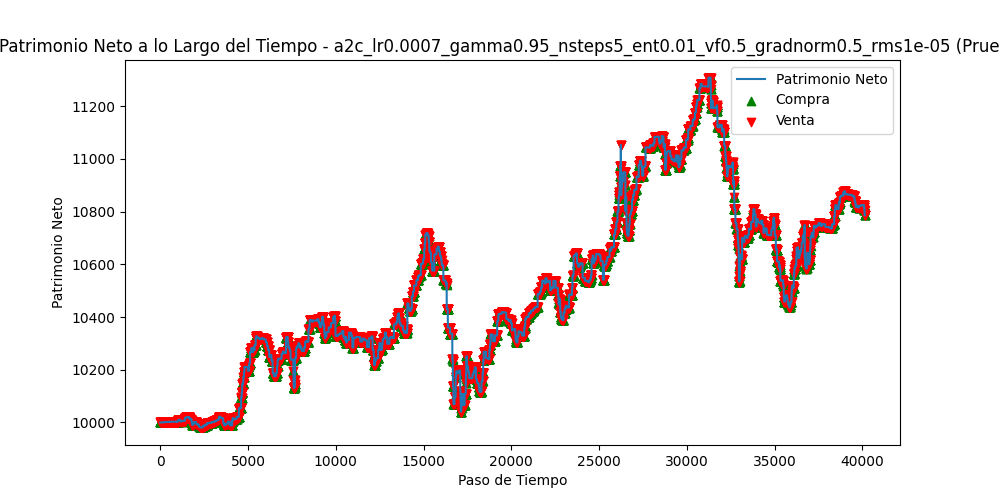 Patrimonio Neto a lo Largo del Tiempo - a2c_lr0.0007_gamma0.95_nsteps5_ent0.01_vf0.5_gradnorm0.5_rms1e-05 (Prue
Patrimonio Neto
Compra
Venta
11200
11000
10800
10600
10400
10200
10000
Patrimonio Neto
0 5000 10000 15000 20000 25000 30000 35000 40000
Paso de Tiempo